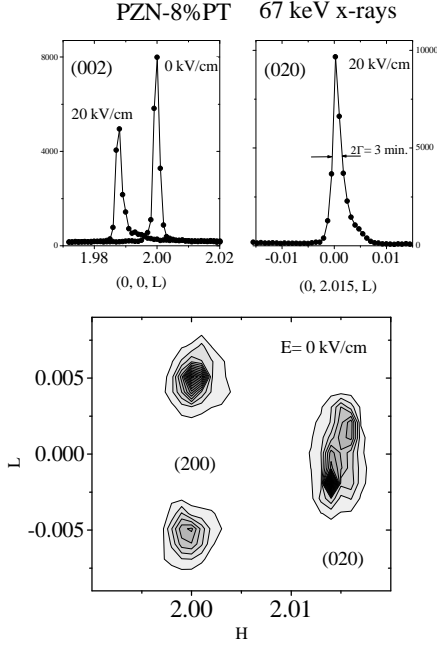 PZN-8%PT 67 keV x-rays
(002)
0 kV/cm
20 kV/cm
8000
4000
0
1.98 2.00 2.02
(0, 0, L)
(020)
20 kV/cm
2Γ= 3 min.
10000
5000
0
-0.01 0.00 0.01
(0, 2.015, L)
E= 0 kV/cm
0.005
0.000
-0.005
L
(200)
(020)
2.00 2.01
H